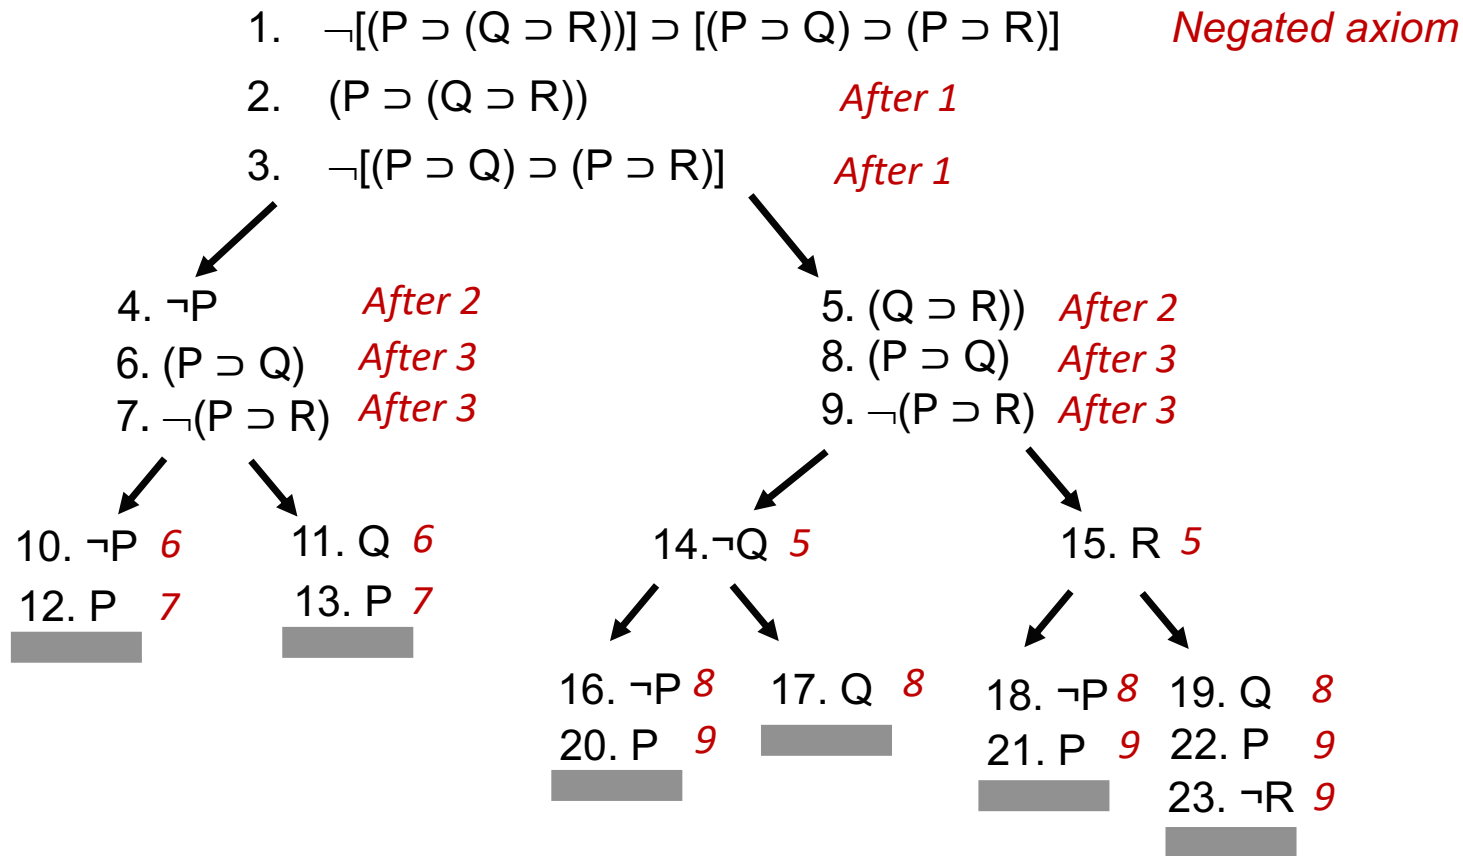 1. ¬[(P ⊃ (Q ⊃ R))] ⊃ [(P ⊃ Q) ⊃ (P ⊃ R)] Negated axiom
2. (P ⊃ (Q ⊃ R)) After 1
3. ¬[(P ⊃ Q) ⊃ (P ⊃ R)] After 1
4. ¬P After 2
6. (P ⊃ Q) After 3
7. ¬(P ⊃ R) After 3
5. (Q ⊃ R)) After 2
8. (P ⊃ Q) After 3
9. ¬(P ⊃ R) After 3
10. ¬P 6
12. P 7
11. Q 6
13. P 7
14.¬Q 5
15. R 5
16. ¬P 8
20. P 9
17. Q 8
18. ¬P 8
21. P 9
19. Q 8
22. P 9
23. ¬R 9